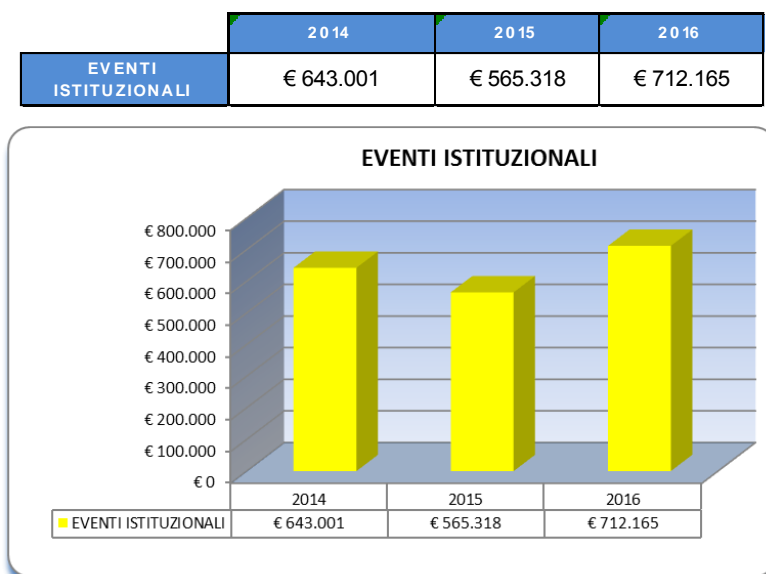 2014 2015 2016
EVENTI
ISTITUZIONALI
€ 643.001 € 565.318 € 712.165
EVENTI ISTITUZIONALI
€ 800.000
€ 700.000
€ 600.000
€ 500.000
€ 400.000
€ 300.000
€ 200.000
€ 100.000
€ 0
2014 2015 2016
EVENTI ISTITUZIONALI € 643.001 € 565.318 € 712.165